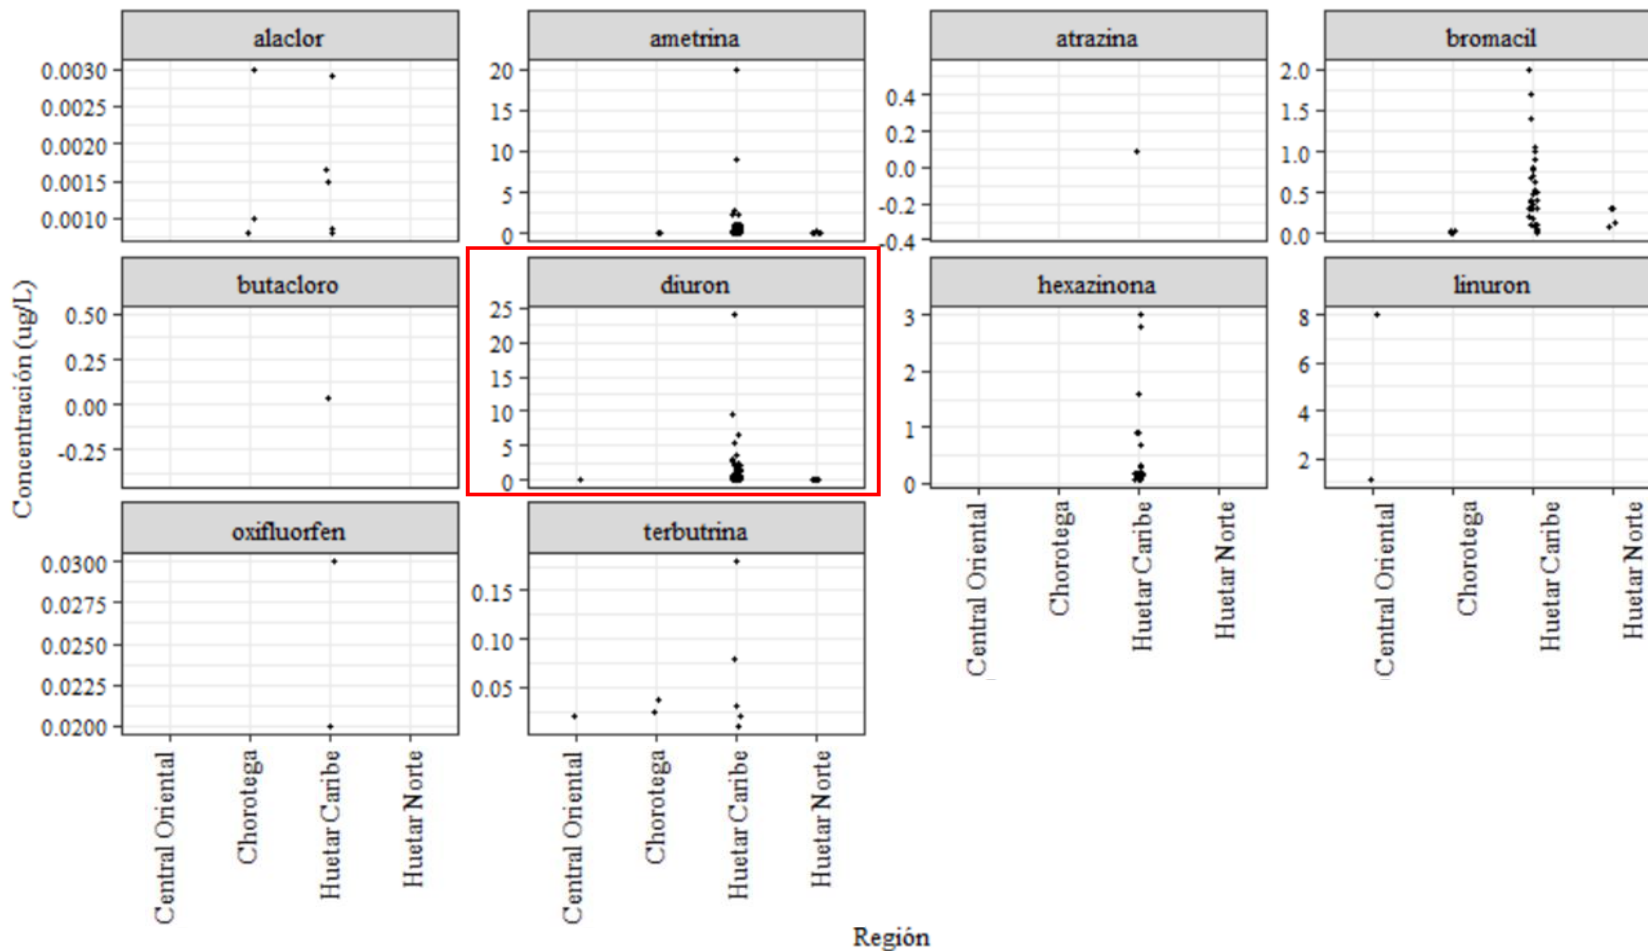 alaclor
ametrina
atrazina
bromacil
0.0030
0.0025
0.0020
0.0015
0.0010
20
15
10
5
0
0.4
0.2
0.0
-0.2
-0.4
2.0
1.5
1.0
0.5
0.0
butacloro
diuron
hexazinona
linuron
0.50
0.25
0.00
-0.25
25
20
15
10
5
0
3
2
1
0
8
6
4
2
Concentración (ug/L)
oxifluorfen
terbutrina
0.0300
0.0275
0.0250
0.0225
0.0200
0.15
0.10
0.05
Central Oriental
Chorotega
Huetar Caribe
Huetar Norte
Central Oriental
Chorotega
Huetar Caribe
Huetar Norte
Central Oriental
Chorotega
Huetar Caribe
Huetar Norte
Central Oriental
Chorotega
Huetar Caribe
Huetar Norte
Región